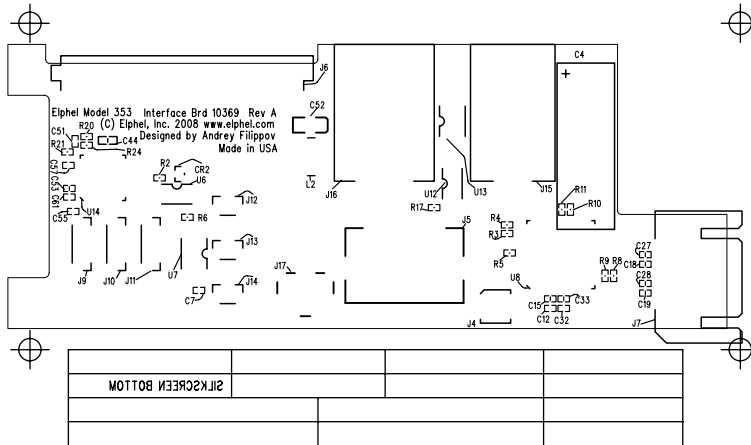 C4
J6
Elphel Model 353 Interface Brd 10369 Rev A
(C) Elphel, Inc. 2008 www.elphel.com
Designed by Andrey Filippov
Made in USA
C52
C51
R20
C44
R21
R24
C57
R2
CR2
U6
L2
J16
U12
U13
J15
R11
R10
C53
C61
C55
U14
R6
J12
R17
J5
R4
R3
R5
J13
J9
J10
J11
U7
J17
J14
C7
U8
R9
R8
C27
C18
C28
C19
C15
C33
C12
C32
J4
J7
SILKSCREEN BOTTOM